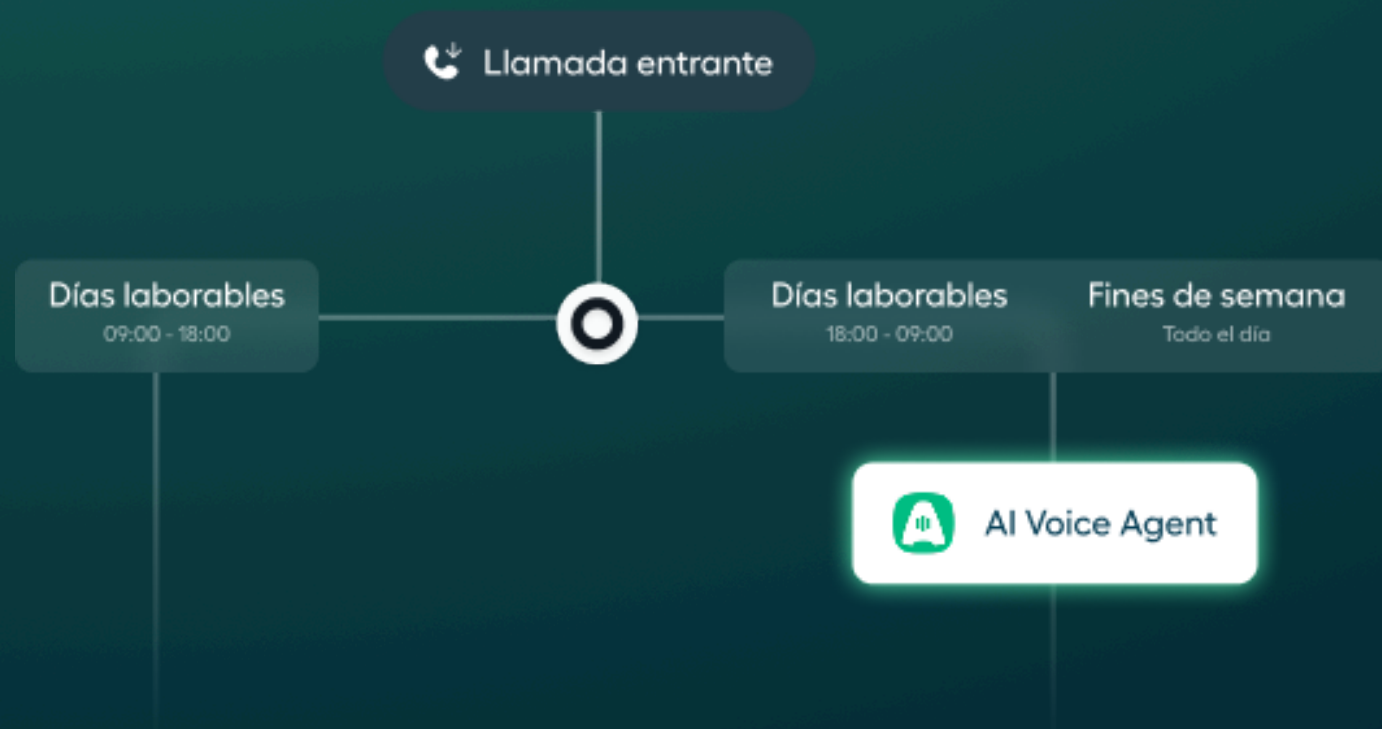 Llamada entrante
Días laborables
09:00 - 18:00
Días laborables
18:00 - 09:00
Fines de semana
Todo el día
AI Voice Agent